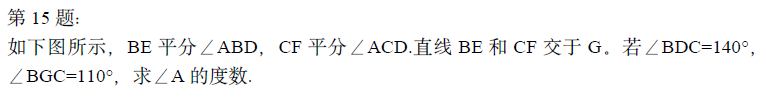 第 15 题:
如下图所示，BE 平分∠ABD，CF 平分∠ACD.直线 BE 和 CF 交于 G。若∠BDC=140°，
∠BGC=110°，求∠A 的度数.